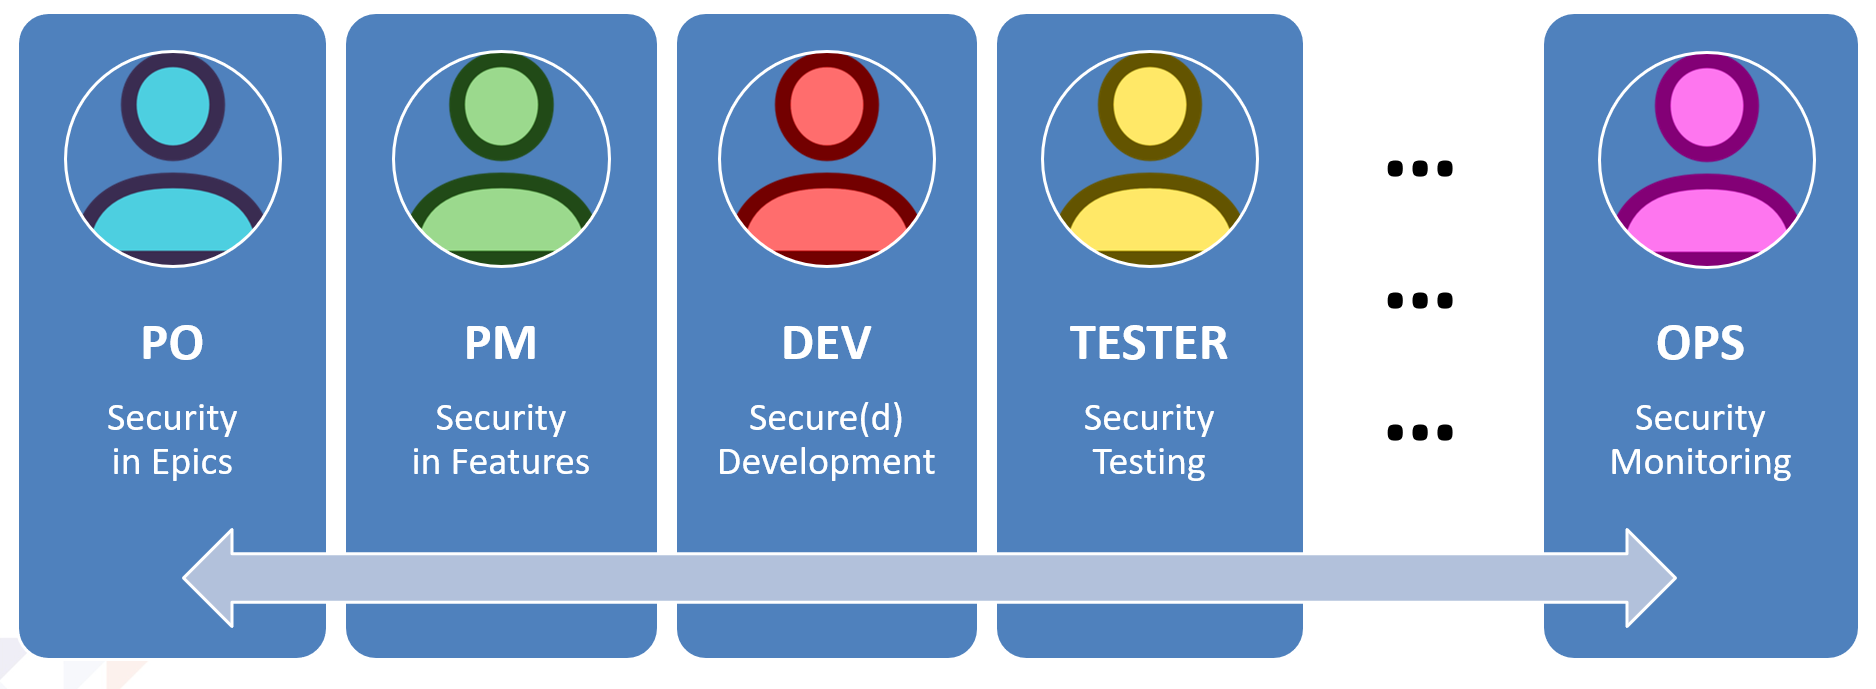 PO
Security
in Epics
PM
Security
in Features
DEV
Secure(d)
Development
TESTER
Security
Testing
...
...
...
OPS
Security
Monitoring